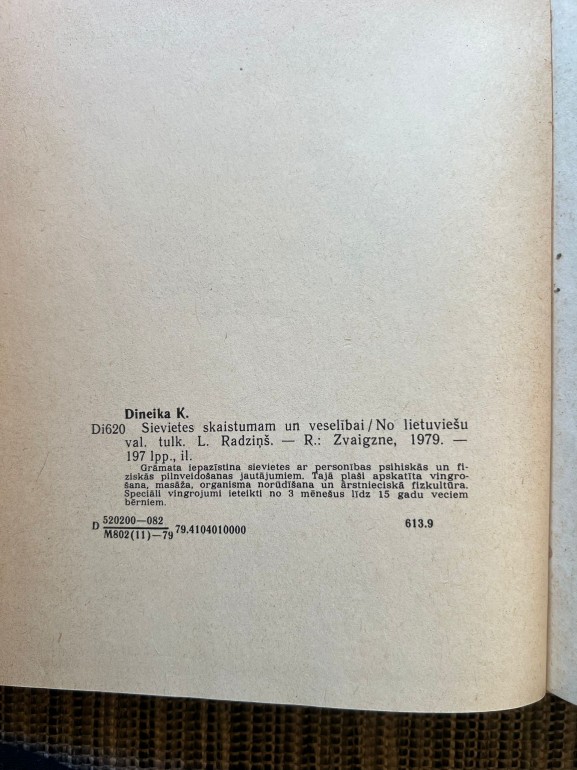 Dineika K.
Di620 Sievietes skaistumam un veselībai/No lietuviešu
val. tulk. L. Radziņš. — R.: Zvaigzne, 1979. —
197 lpp., il.
Grāmata iepazīstina sievietes ar personības psihiskās un fi-
ziskās pilnveidošanas jautājumiem. Tajā plaši apskatīta vingro-
šana, masāža, organisma norūdīšana un ārstnieciskā fizkultūra.
Speciāli vingrojumi ieteikti no 3 mēnešus līdz 15 gadu veciem
bērniem.
D 520200—082
M802(11)—79 79.4104010000 613.9